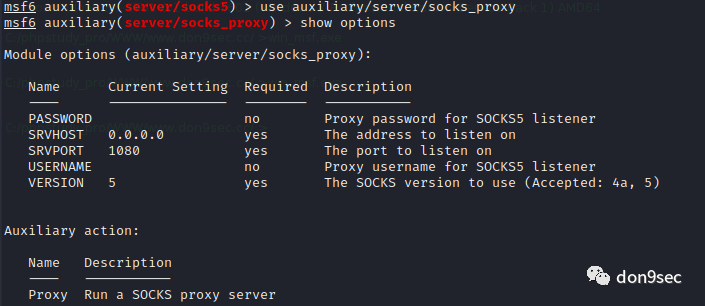 msf6 auxiliary(server/socks5) > use auxiliary/server/socks_proxy
msf6 auxiliary(server/socks_proxy) > show options
Module options (auxiliary/server/socks_proxy):
Name Current Setting Required Description
PASSWORD no Proxy password for SOCKS5 listener
SRVHOST 0.0.0.0 yes The address to listen on
SRVPORT 1080 yes The port to listen on
USERNAME no Proxy username for SOCKS5 listener
VERSION 5 yes The SOCKS version to use (Accepted: 4a, 5)
Auxiliary action:
Name Description
Proxy Run a SOCKS proxy server
don9sec